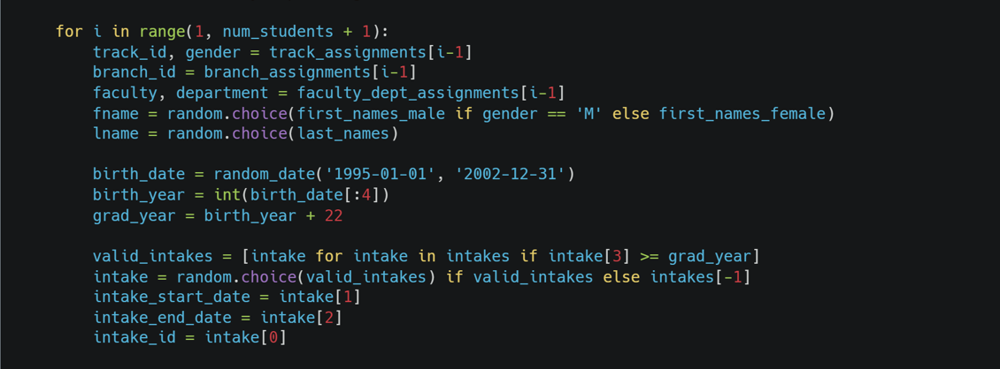 for i in range(1, num_students + 1):
    track_id, gender = track_assignments[i-1]
    branch_id = branch_assignments[i-1]
    faculty, department = faculty_dept_assignments[i-1]
    fname = random.choice(first_names_male if gender == 'M' else first_names_female)
    lname = random.choice(last_names)

    birth_date = random_date('1995-01-01', '2002-12-31')
    birth_year = int(birth_date[:4])
    grad_year = birth_year + 22

    valid_intakes = [intake for intake in intakes if intake[3] >= grad_year]
    intake = random.choice(valid_intakes) if valid_intakes else intakes[-1]
    intake_start_date = intake[1]
    intake_end_date = intake[2]
    intake_id = intake[0]